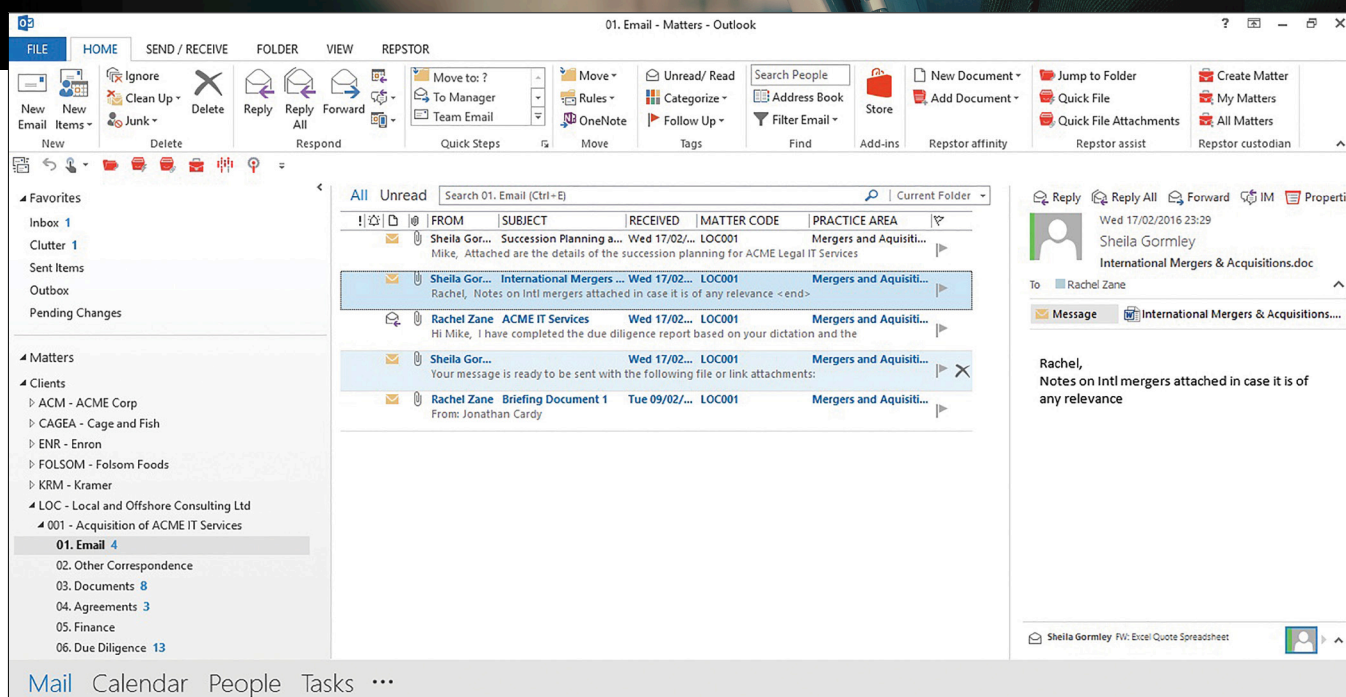 01. Email - Matters - Outlook
FILE HOME SEND / RECEIVE FOLDER VIEW REPSTOR
New Email
New Items
Ignore
Clean Up
Junk
Delete
Reply
Reply All
Forward
Move to: ?
To Manager
Team Email
Move
Rules
OneNote
Unread/ Read
Categorize
Follow Up
Search People
Address Book
Filter Email
Store
New Document
Add Document
Jump to Folder
Quick File
Quick File Attachments
Create Matter
My Matters
All Matters
New Delete Respond Quick Steps Move Tags Find Add-ins Repstor affinity Repstor assist Repstor custodian
Favorites
Inbox 1
Clutter 1
Sent Items
Outbox
Pending Changes
Matters
Clients
ACM - ACME Corp
CAGEA - Cage and Fish
ENR - Enron
FOLSOM - Folsom Foods
KRM - Kramer
LOC - Local and Offshore Consulting Ltd
001 - Acquisition of ACME IT Services
01. Email 4
02. Other Correspondence
03. Documents 8
04. Agreements 3
05. Finance
06. Due Diligence 13
All Unread Search 01. Email (Ctrl+E) Current Folder
FROM SUBJECT RECEIVED MATTER CODE PRACTICE AREA
Sheila Gor... Succession Planning a... Wed 17/02/... LOC001 Mergers and Aquisiti...
Mike, Attached are the details of the succession planning for ACME Legal IT Services
Sheila Gor... International Mergers ... Wed 17/02... LOC001 Mergers and Aquisiti...
Rachel, Notes on Intl mergers attached in case it is of any relevance <end>
Rachel Zane ACME IT Services Wed 17/02... LOC001 Mergers and Aquisiti...
Hi Mike, I have completed the due diligence report based on your dictation and the
Sheila Gor... Wed 17/02... LOC001 Mergers and Aquisiti...
Your message is ready to be sent with the following file or link attachments:
Rachel Zane Briefing Document 1 Tue 09/02/... LOC001 Mergers and Aquisiti...
From: Jonathan Cardy
Reply Reply All Forward IM Properti
Wed 17/02/2016 23:29
Sheila Gormley
International Mergers & Acquisitions.doc
To Rachel Zane
Message International Mergers & Acquisitions....
Rachel,
Notes on Intl mergers attached in case it is of
any relevance
Sheila Gormley FW: Excel Quote Spreadsheet
Mail Calendar People Tasks ...